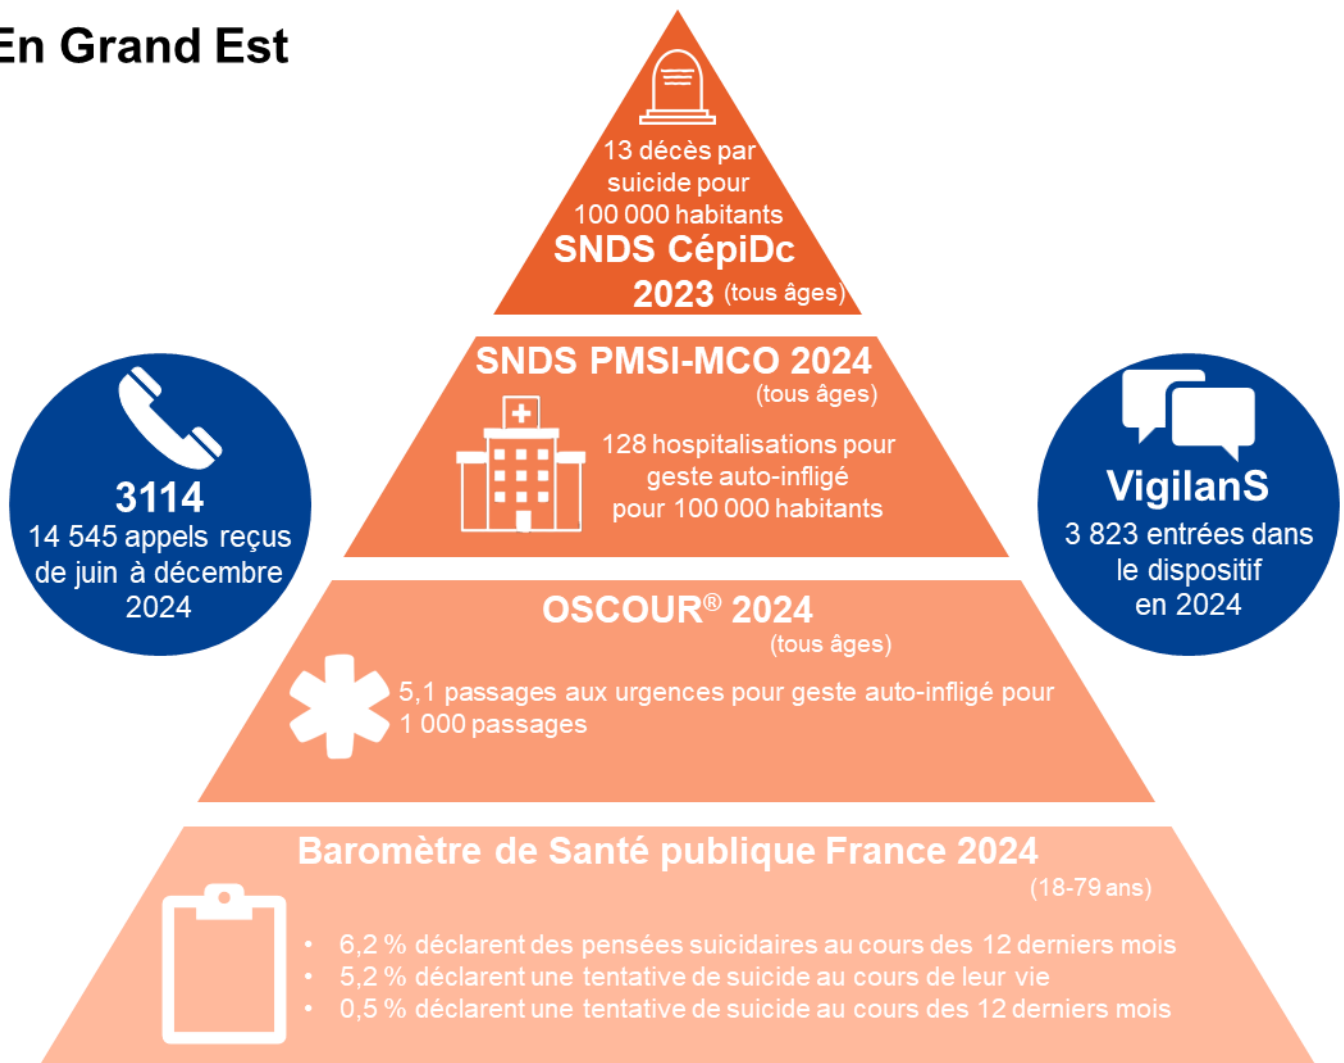 En Grand Est
13 décès par
suicide pour
100 000 habitants
SNDS CépiDc
2023 (tous âges)
SNDS PMSI-MCO 2024
(tous âges)
128 hospitalisations pour
geste auto-infligé
pour 100 000 habitants
3114
14 545 appels reçus
de juin à décembre
2024
VigilanS
3 823 entrées dans
le dispositif
en 2024
OSCOUR® 2024
(tous âges)
5,1 passages aux urgences pour geste auto-infligé pour
1 000 passages
Baromètre de Santé publique France 2024
(18-79 ans)
• 6,2 % déclarent des pensées suicidaires au cours des 12 derniers mois
• 5,2 % déclarent une tentative de suicide au cours de leur vie
• 0,5 % déclarent une tentative de suicide au cours des 12 derniers mois